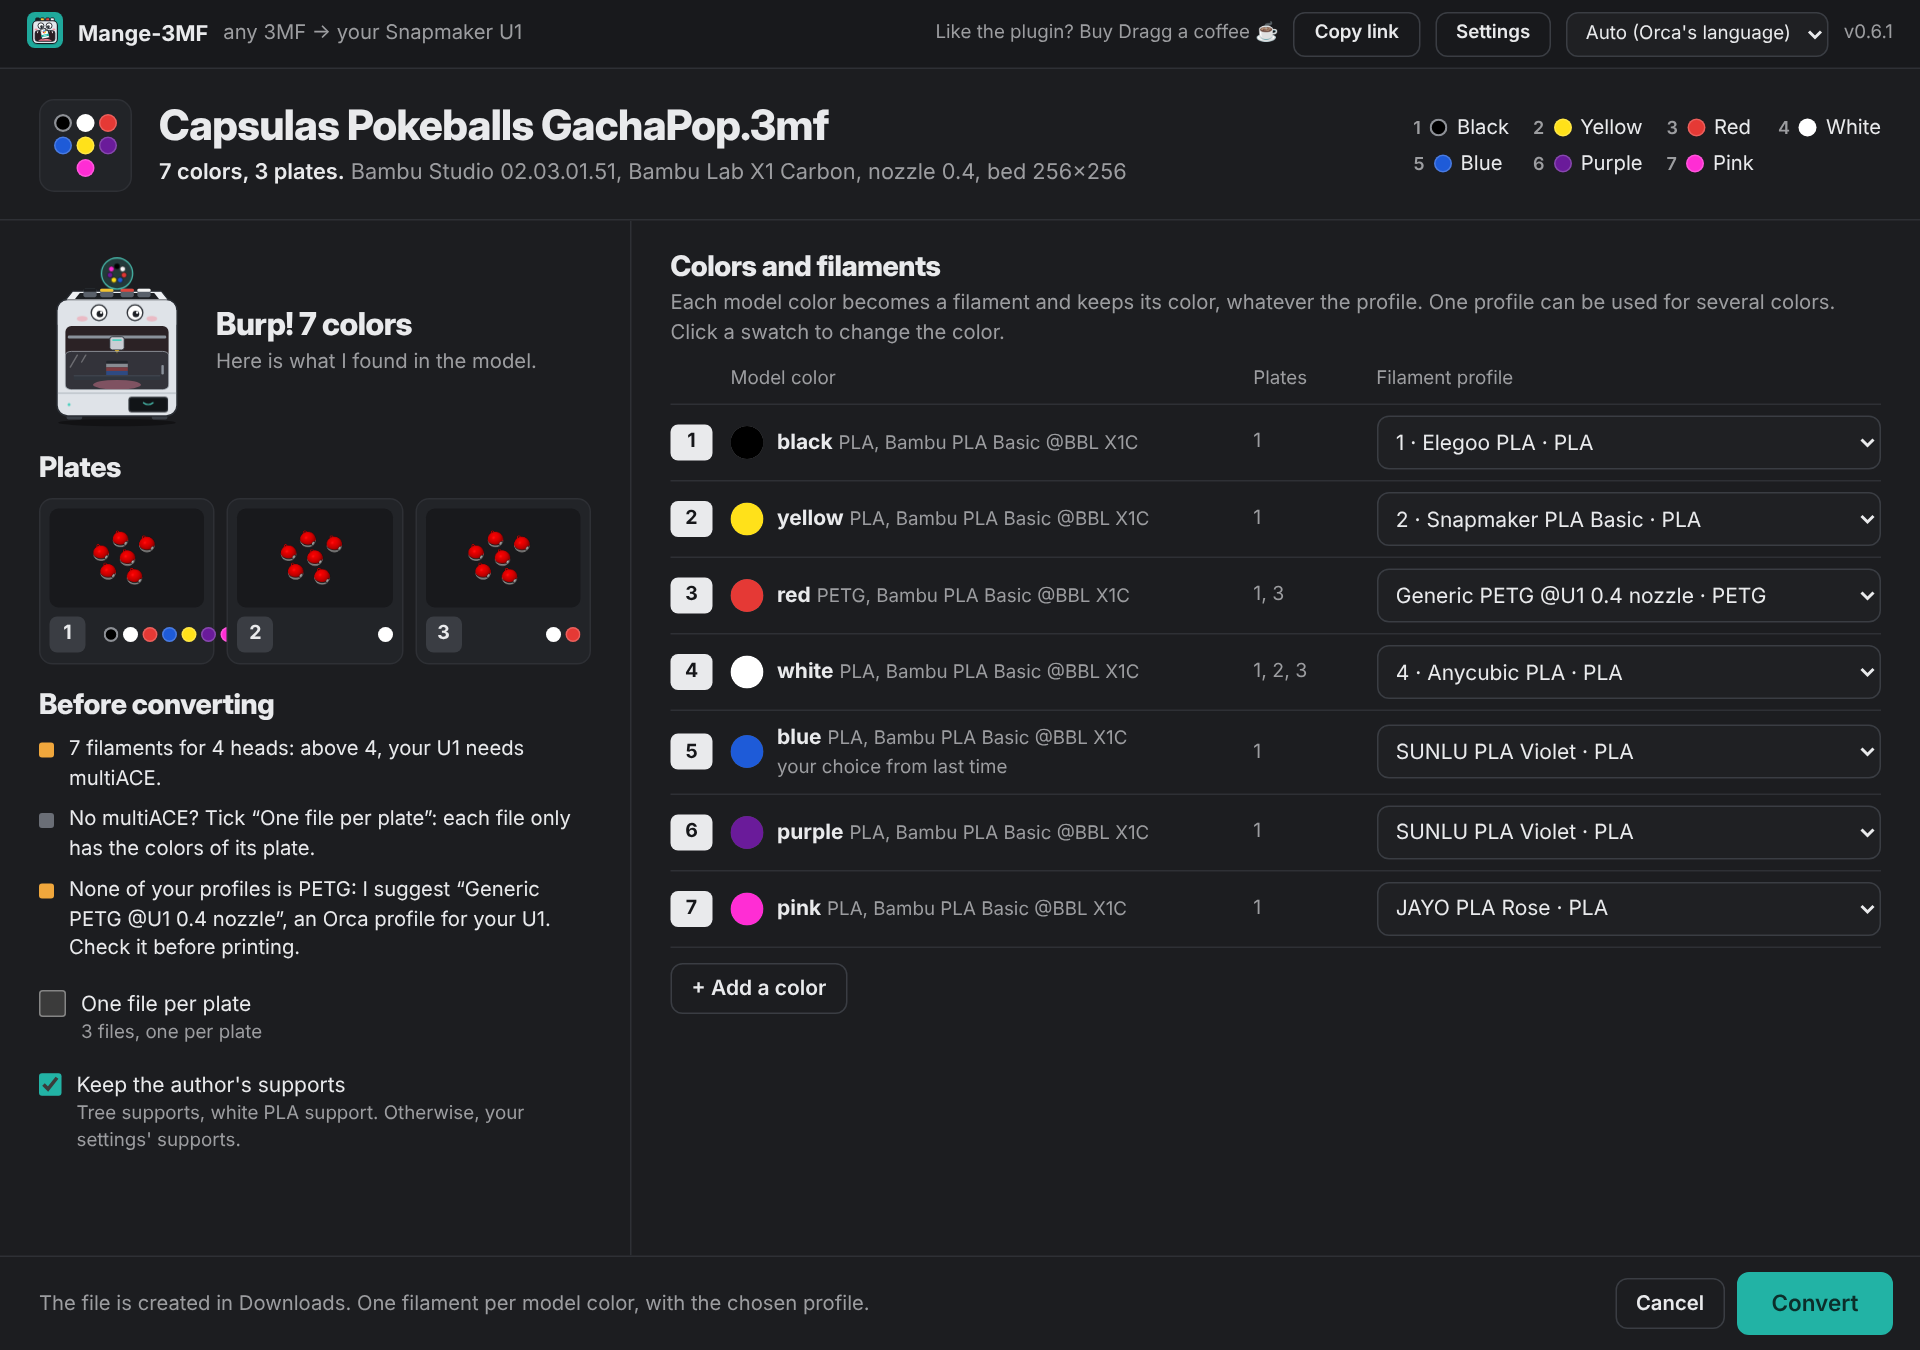 Mange-3MF any 3MF → your Snapmaker U1
Like the plugin? Buy Dragg a coffee ☕ Copy link Settings Auto (Orca's language) v0.6.1
Capsulas Pokeballs GachaPop.3mf
7 colors, 3 plates. Bambu Studio 02.03.01.51, Bambu Lab X1 Carbon, nozzle 0.4, bed 256×256
1 Black 2 Yellow 3 Red 4 White
5 Blue 6 Purple 7 Pink
Burp! 7 colors
Here is what I found in the model.
Plates
1 2 3
Before converting
7 filaments for 4 heads: above 4, your U1 needs
multiACE.
No multiACE? Tick “One file per plate”: each file only
has the colors of its plate.
None of your profiles is PETG: I suggest “Generic
PETG @U1 0.4 nozzle”, an Orca profile for your U1.
Check it before printing.
One file per plate
3 files, one per plate
Keep the author's supports
Tree supports, white PLA support. Otherwise, your
settings' supports.
Colors and filaments
Each model color becomes a filament and keeps its color, whatever the profile. One profile can be used for several colors.
Click a swatch to change the color.
Model color Plates Filament profile
1 black PLA, Bambu PLA Basic @BBL X1C 1 1 · Elegoo PLA · PLA
2 yellow PLA, Bambu PLA Basic @BBL X1C 1 2 · Snapmaker PLA Basic · PLA
3 red PETG, Bambu PLA Basic @BBL X1C 1, 3 Generic PETG @U1 0.4 nozzle · PETG
4 white PLA, Bambu PLA Basic @BBL X1C 1, 2, 3 4 · Anycubic PLA · PLA
5 blue PLA, Bambu PLA Basic @BBL X1C 1 SUNLU PLA Violet · PLA
your choice from last time
6 purple PLA, Bambu PLA Basic @BBL X1C 1 SUNLU PLA Violet · PLA
7 pink PLA, Bambu PLA Basic @BBL X1C 1 JAYO PLA Rose · PLA
+ Add a color
The file is created in Downloads. One filament per model color, with the chosen profile.
Cancel Convert